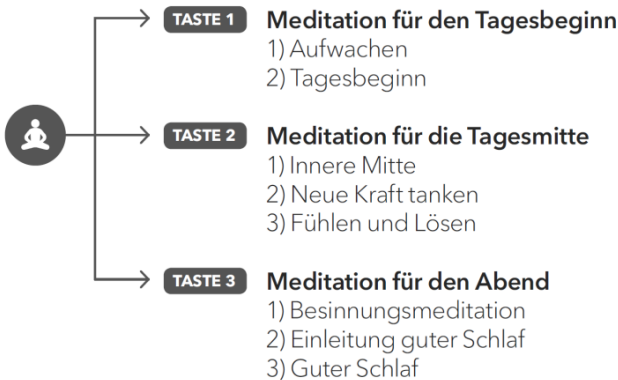 TASTE 1 Meditation für den Tagesbeginn
1) Aufwachen
2) Tagesbeginn
TASTE 2 Meditation für die Tagesmitte
1) Innere Mitte
2) Neue Kraft tanken
3) Fühlen und Lösen
TASTE 3 Meditation für den Abend
1) Besinnungsmeditation
2) Einleitung guter Schlaf
3) Guter Schlaf